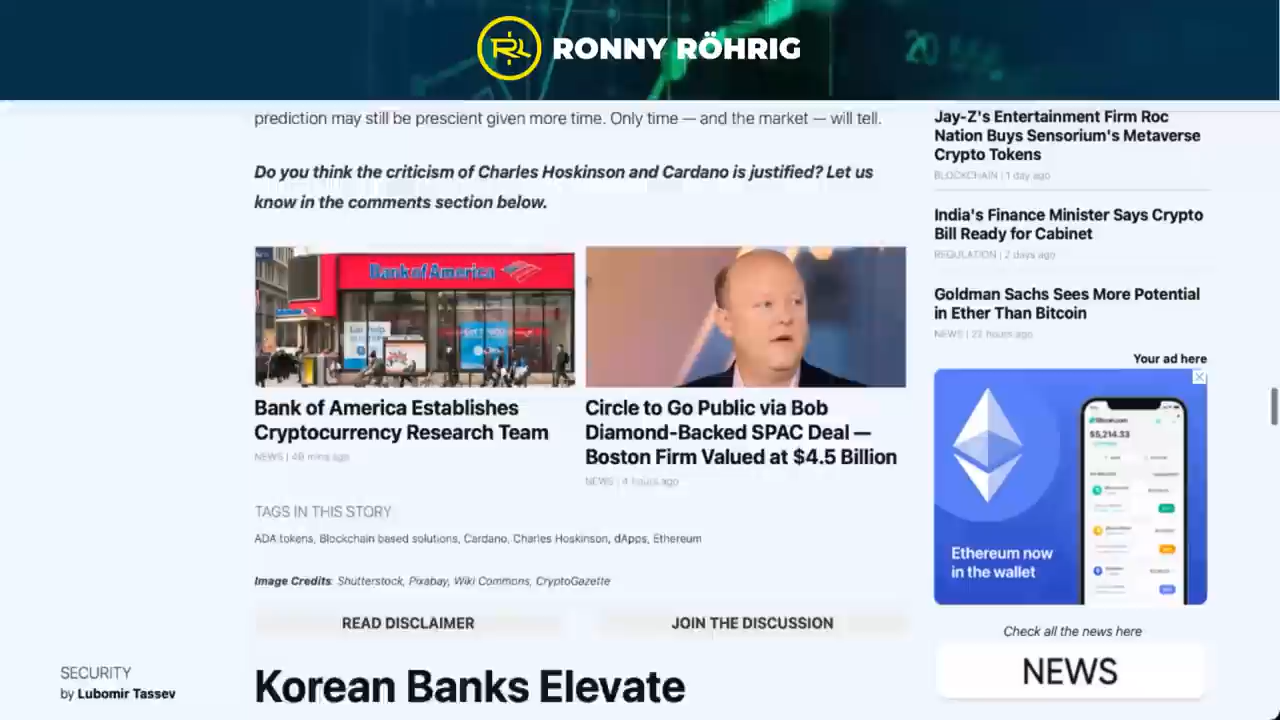 RONNY RÖHRIG
prediction may still be prescient given more time. Only time — and the market — will tell.
Do you think the criticism of Charles Hoskinson and Cardano is justified? Let us
know in the comments section below.
Bank of America
Bank of America Establishes
Cryptocurrency Research Team
NEWS | 49 mins ago
Circle to Go Public via Bob
Diamond-Backed SPAC Deal —
Boston Firm Valued at $4.5 Billion
NEWS | 4 hours ago
TAGS IN THIS STORY
ADA tokens, Blockchain based solutions, Cardano, Charles Hoskinson, dApps, Ethereum
Image Credits: Shutterstock, Pixabay, Wiki Commons, CryptoGazette
READ DISCLAIMER
JOIN THE DISCUSSION
SECURITY
by Lubomir Tassev
Korean Banks Elevate
Jay-Z's Entertainment Firm Roc
Nation Buys Sensorium's Metaverse
Crypto Tokens
BLOCKCHAIN | 1 day ago
India's Finance Minister Says Crypto
Bill Ready for Cabinet
REGULATION | 2 days ago
Goldman Sachs Sees More Potential
in Ether Than Bitcoin
NEWS | 22 hours ago
Your ad here
Bitcoin.com
$5,214.33
Ethereum now
in the wallet
Check all the news here
NEWS